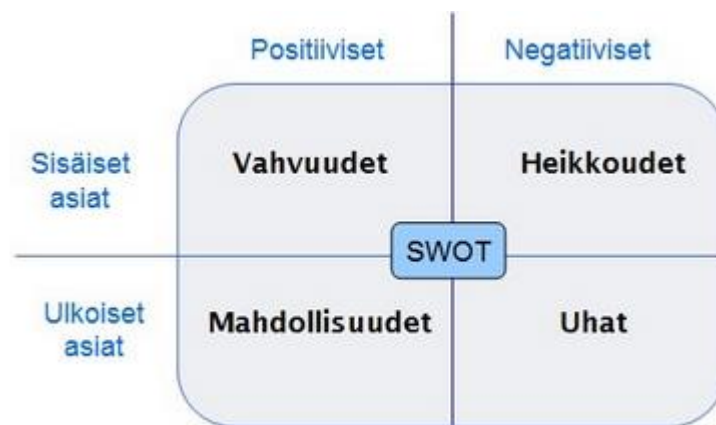 Positiiviset
Negatiiviset
Sisäiset
asiat
Vahvuudet
Heikkoudet
SWOT
Ulkoiset
asiat
Mahdollisuudet
Uhat